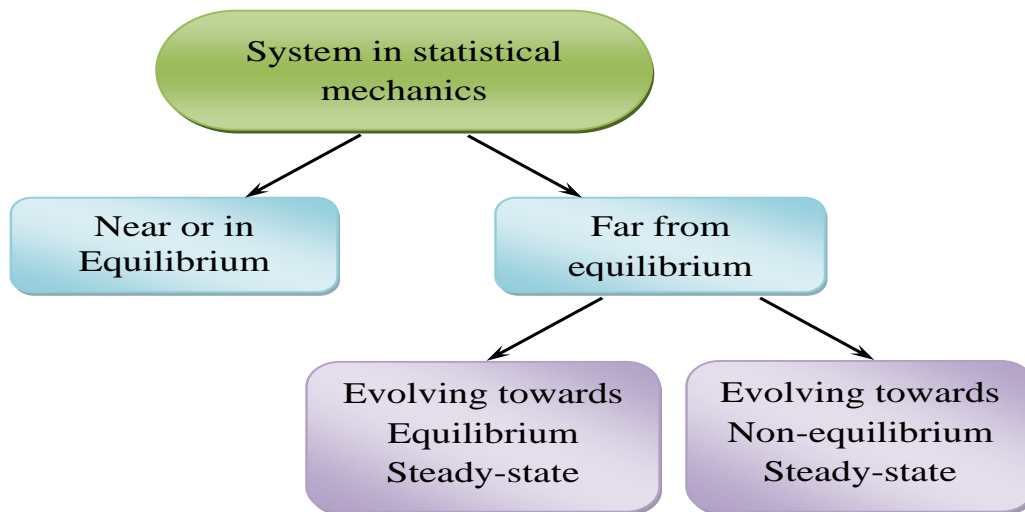 System in statistical
mechanics
Near or in
Equilibrium
Far from
equilibrium
Evolving towards
Equilibrium
Steady-state
Evolving towards
Non-equilibrium
Steady-state